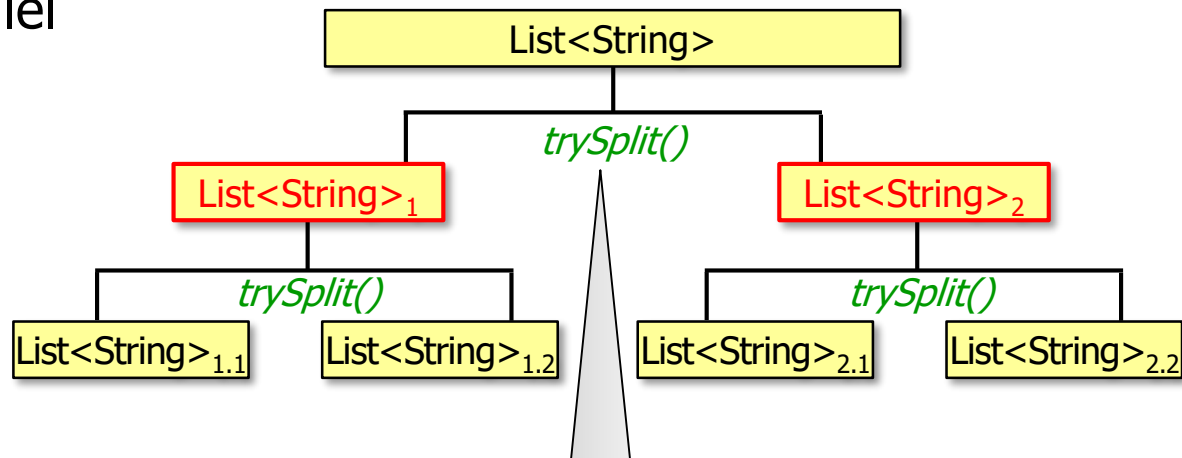 lel
List<String>
trySplit()
List<String>₁ List<String>₂
trySplit() trySplit()
List<String>₁.₁ List<String>₁.₂ List<String>₂.₁ List<String>₂.₂